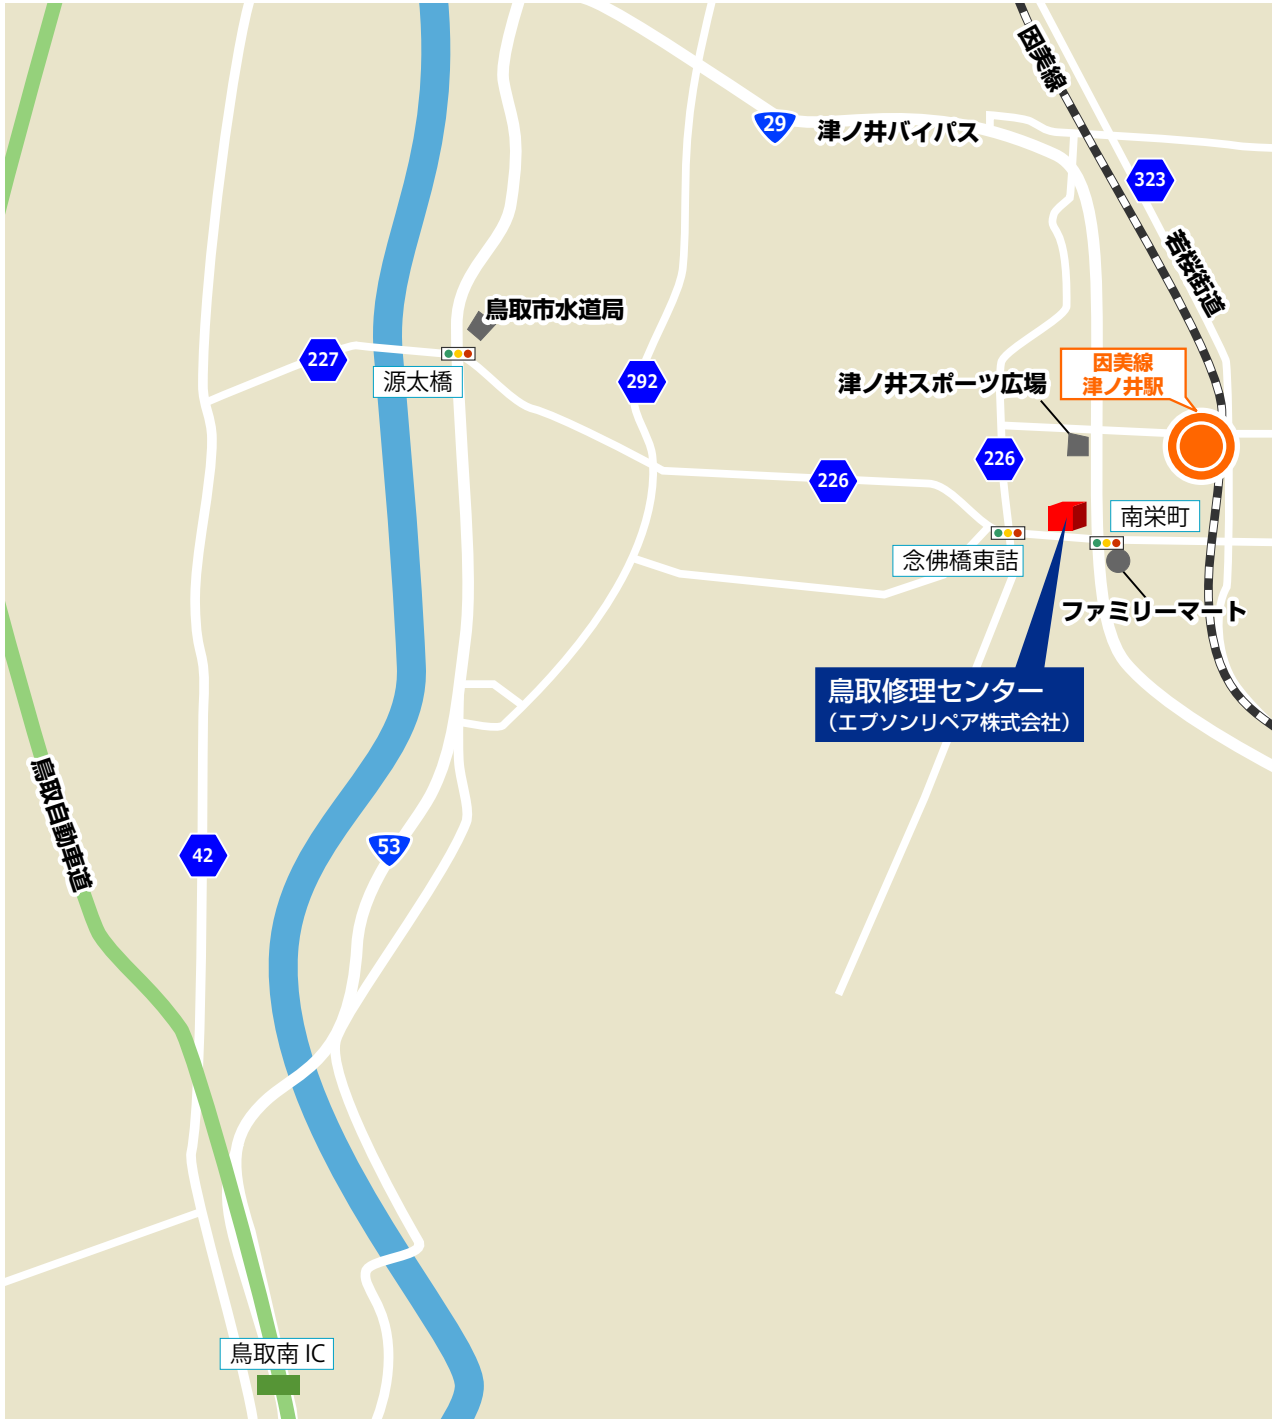 因美線
29
津ノ井バイパス
323
若桜街道
鳥取市水道局
227
源太橋
292
因美線
津ノ井駅
津ノ井スポーツ広場
226
226
南栄町
念佛橋東詰
ファミリーマート
鳥取修理センター
（エプソンリペア株式会社）
鳥取自動車道
42
53
鳥取南 IC